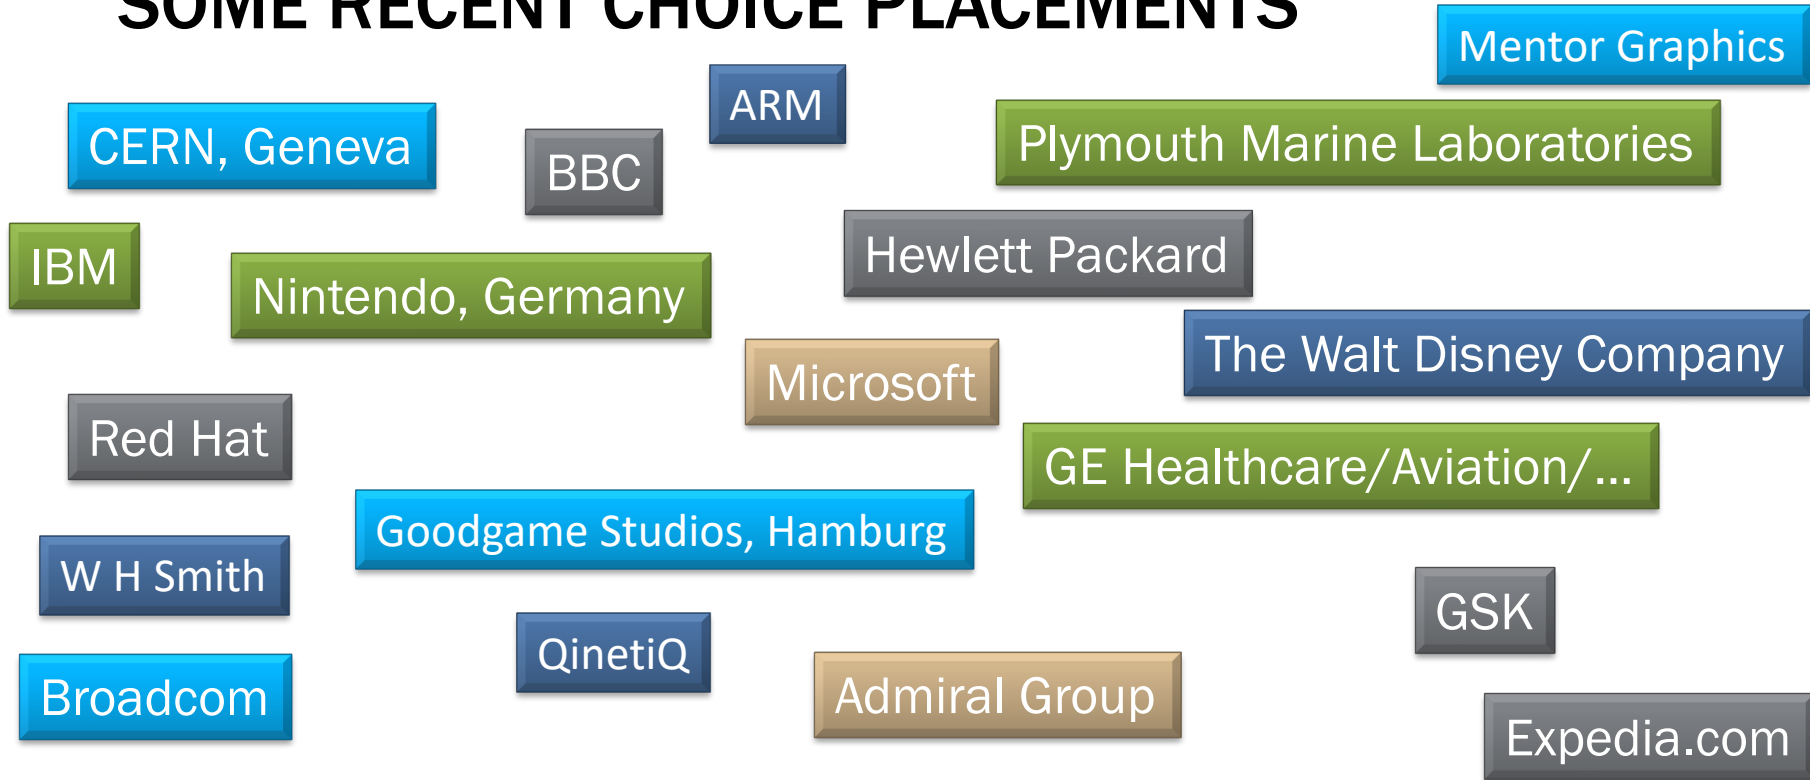 SOME RECENT CHOICE PLACEMENTS
Mentor Graphics
ARM
CERN, Geneva
BBC
Plymouth Marine Laboratories
IBM
Nintendo, Germany
Hewlett Packard
The Walt Disney Company
Microsoft
Red Hat
GE Healthcare/Aviation/...
Goodgame Studios, Hamburg
W H Smith
GSK
QinetiQ
Broadcom
Admiral Group
Expedia.com